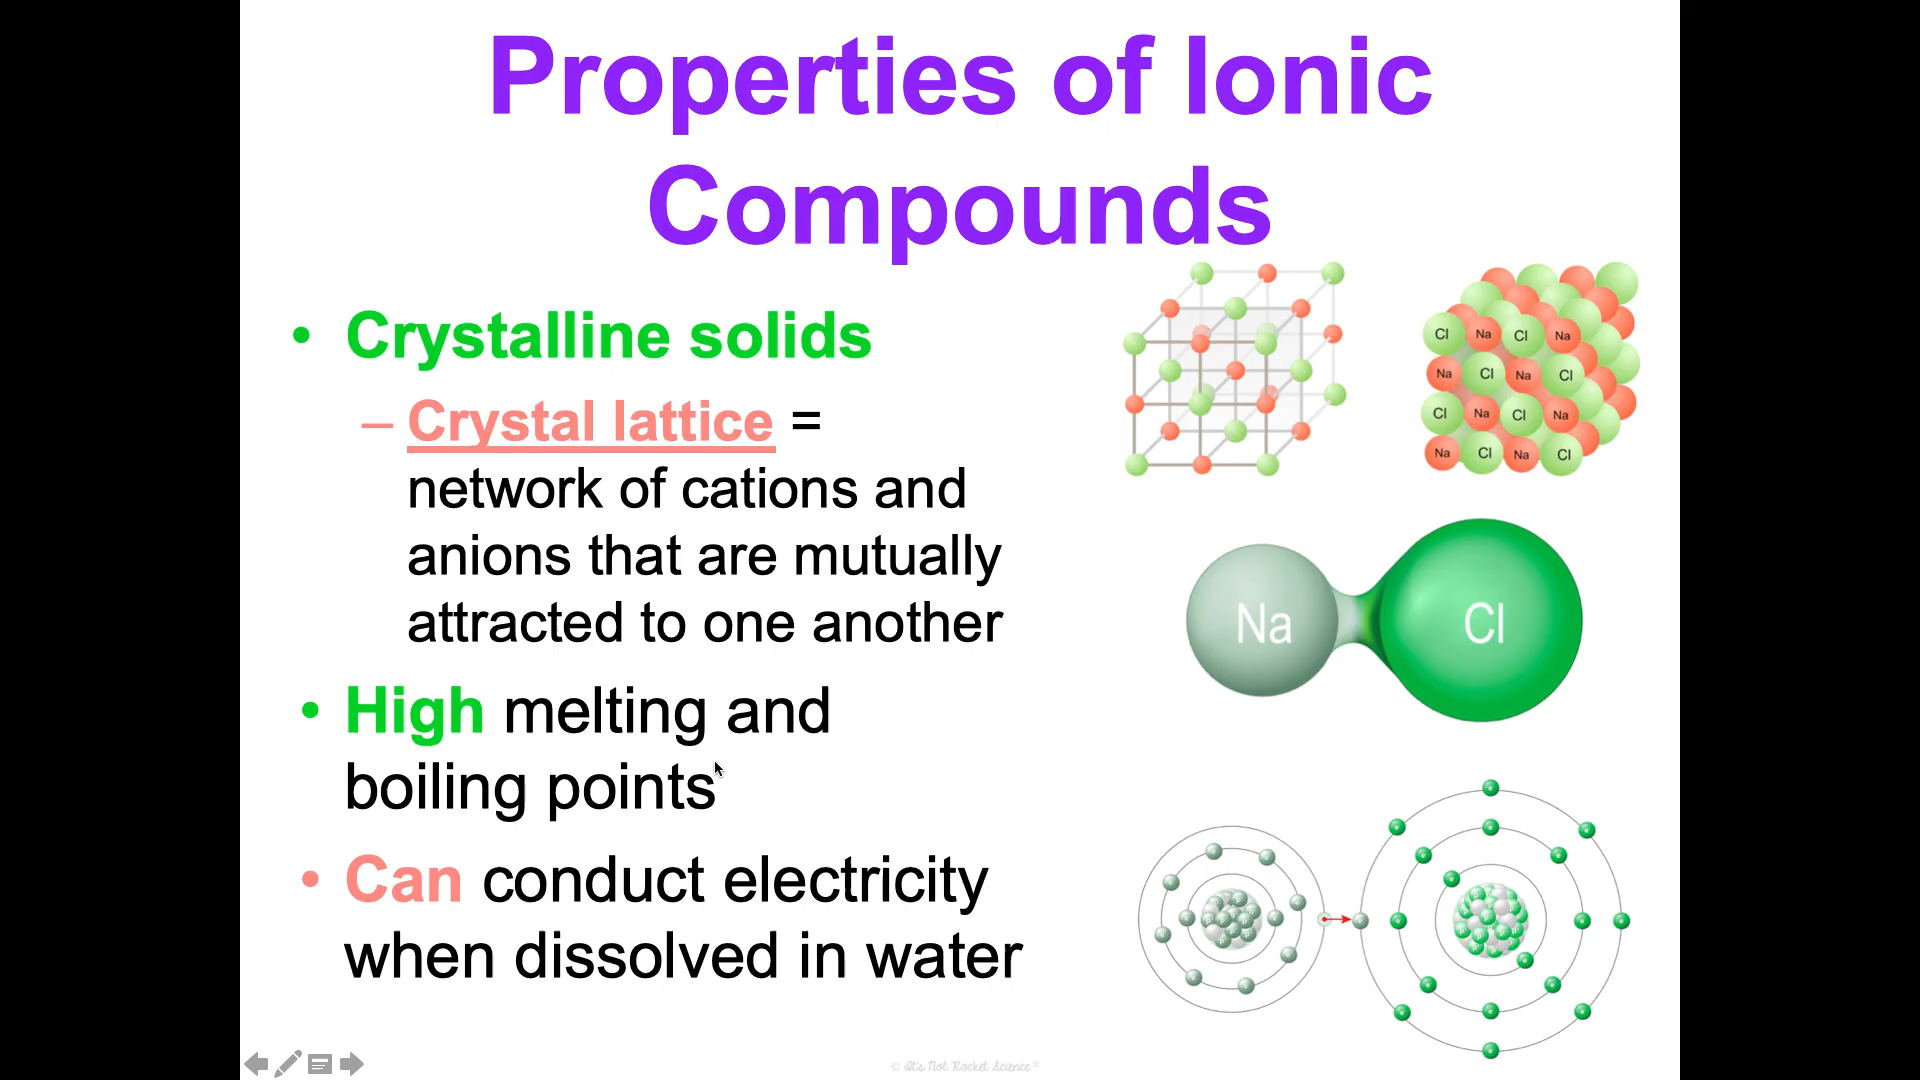 Properties of Ionic
Compounds
• Crystalline solids
– Crystal lattice =
network of cations and
anions that are mutually
attracted to one another
• High melting and
boiling points
• Can conduct electricity
when dissolved in water
Cl Na Cl Na
Na Cl Na Cl
Cl Na Cl Na
Na Cl Na Cl
Na Cl
© It's Not Rocket Science